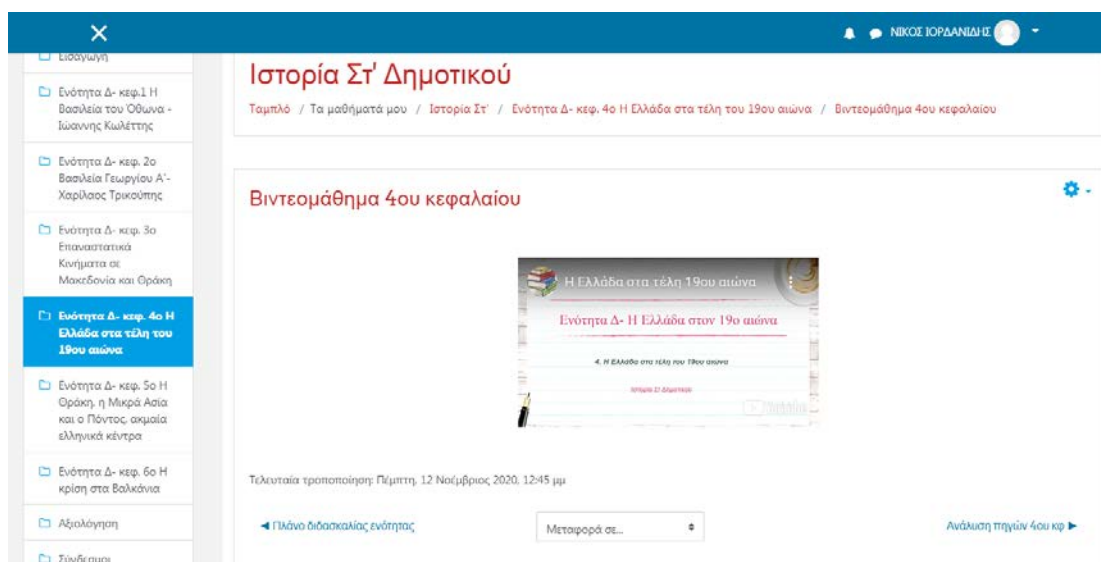 ΝΙΚΟΣ ΙΟΡΔΑΝΙΔΗΣ
Εισαγωγή
Ενότητα Δ- κεφ.1 Η
Βασιλεία του Όθωνα -
Ιώαννης Κωλέττης
Ενότητα Δ- κεφ. 2ο
Βασιλεία Γεωργίου Α'-
Χαρίλαος Τρικούπης
Ενότητα Δ- κεφ. 3ο
Επαναστατικά
Κινήματα σε
Μακεδονία και Θράκη
Ενότητα Δ- κεφ. 4ο Η
Ελλάδα στα τέλη του
19ου αιώνα
Ενότητα Δ- κεφ. 5ο Η
Θράκη, η Μικρά Ασία
και ο Πόντος, ακμαία
ελληνικά κέντρα
Ενότητα Δ- κεφ. 6ο Η
κρίση στα Βαλκάνια
Αξιολόγηση
Σύνδεσμοι
Ιστορία Στ' Δημοτικού
Ταμπλό / Τα μαθήματά μου / Ιστορία Στ' / Ενότητα Δ- κεφ. 4ο Η Ελλάδα στα τέλη του 19ου αιώνα / Βιντεομάθημα 4ου κεφαλαίου
Βιντεομάθημα 4ου κεφαλαίου
Η Ελλάδα στα τέλη 19ου αιώνα
Ενότητα Δ- Η Ελλάδα στον 19ο αιώνα
4. Η Ελλάδα στα τέλη του 19ου αιώνα
Ιστορία Στ' Δημοτικού
YouTube
Τελευταία τροποποίηση: Πέμπτη, 12 Νοέμβριος 2020, 12:45 μμ
◄ Πλάνο διδασκαλίας ενότητας
Μεταφορά σε...
Ανάλυση πηγών 4ου κφ ►